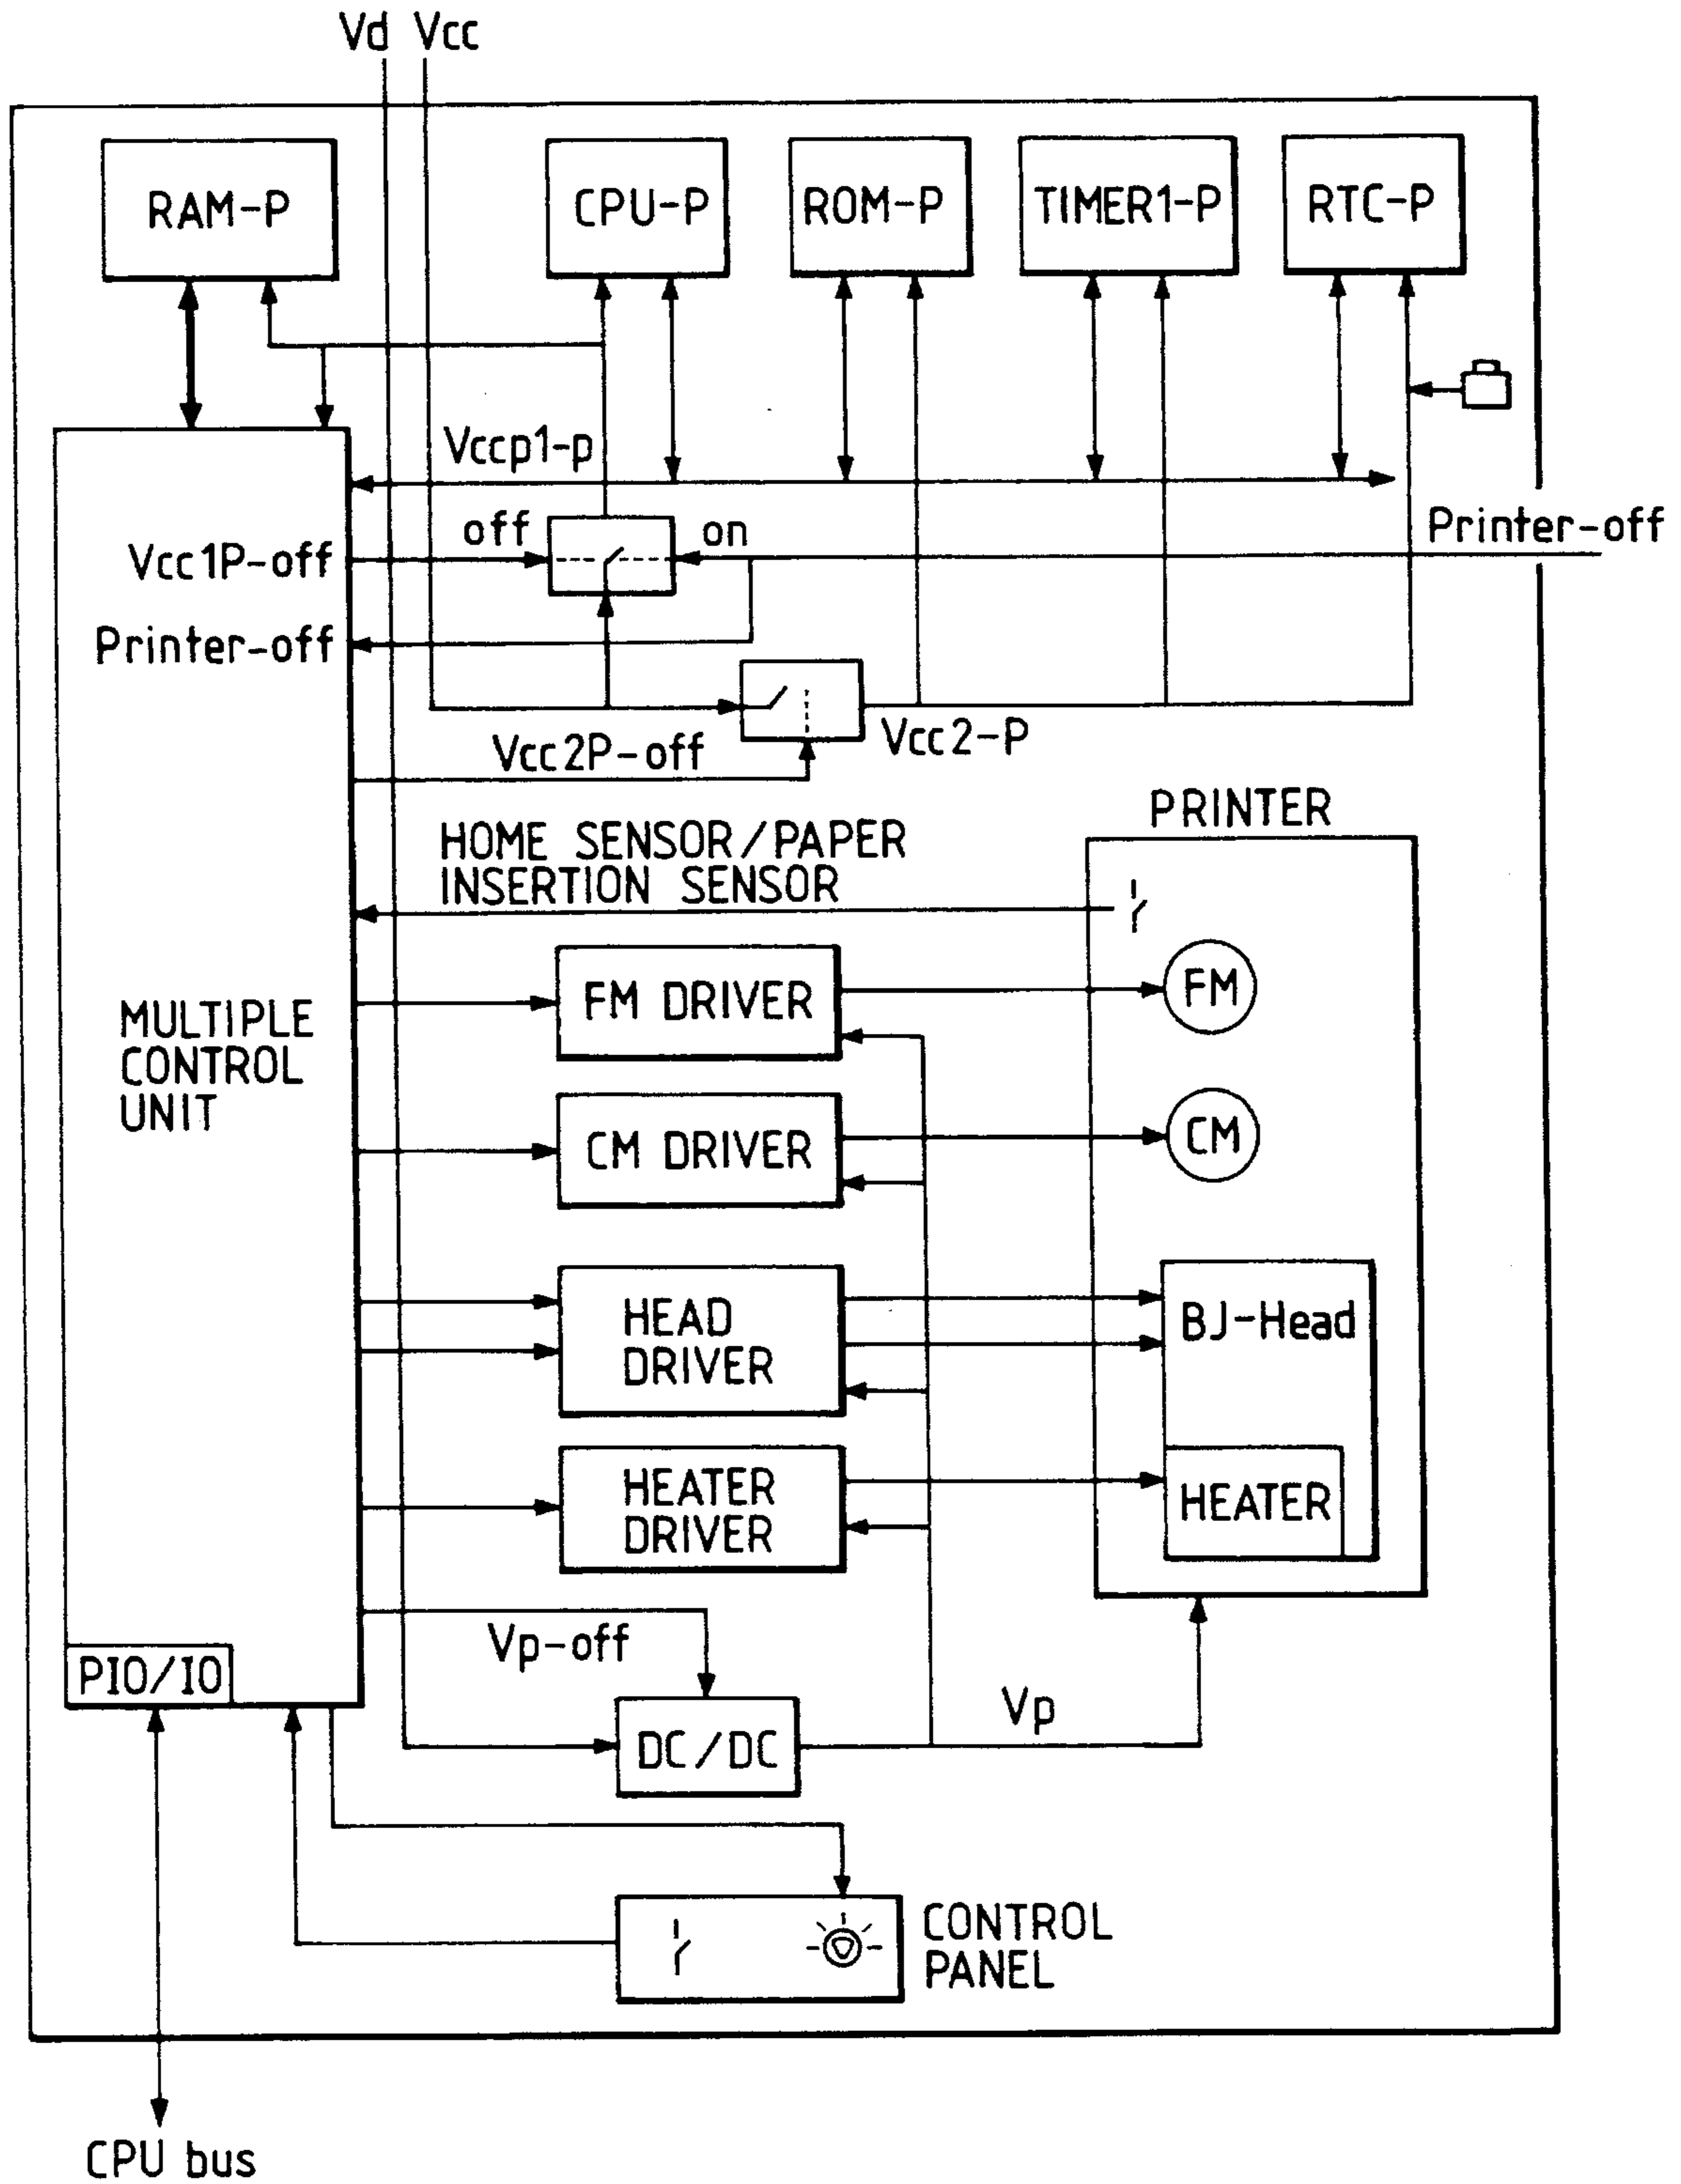 Vd Vcc
RAM-P
CPU-P
ROM-P
TIMER1-P
RTC-P
Vccp1-p
off
on
Printer-off
Vcc1P-off
Printer-off
Vcc2P-off
Vcc2-P
PRINTER
HOME SENSOR/PAPER
INSERTION SENSOR
FM DRIVER
FM
MULTIPLE
CONTROL
UNIT
CM DRIVER
CM
HEAD
DRIVER
BJ-Head
HEATER
DRIVER
HEATER
Vp-off
PIO/IO
DC/DC
Vp
CONTROL
PANEL
CPU bus